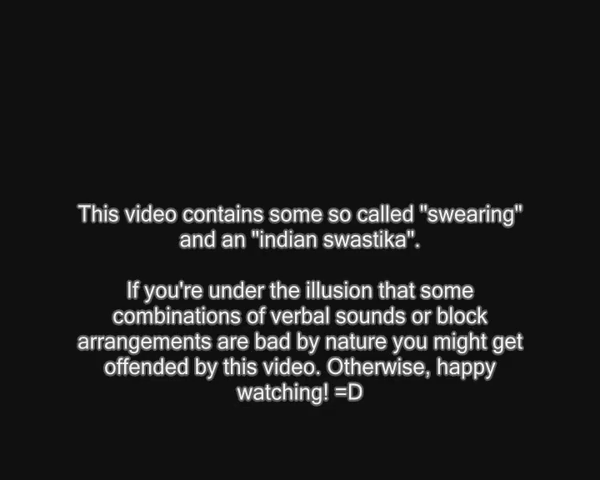 This video contains some so called "swearing"
and an "indian swastika".
If you're under the illusion that some
combinations of verbal sounds or block
arrangements are bad by nature you might get
offended by this video. Otherwise, happy
watching! =D